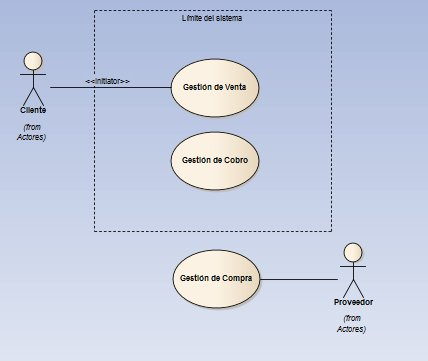 Límite del sistema
<<initiator>>
Gestión de Venta
Cliente
(from
Actores)
Gestión de Cobro
Gestión de Compra
Proveedor
(from
Actores)